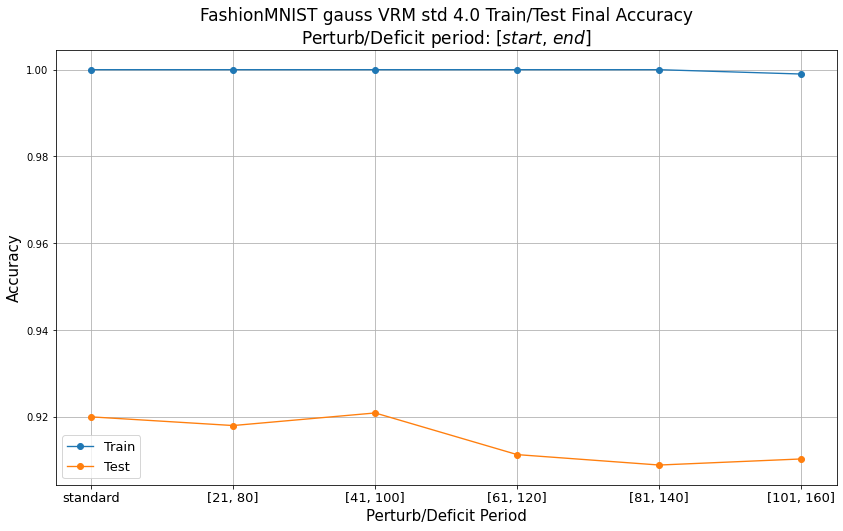 FashionMNIST gauss VRM std 4.0 Train/Test Final Accuracy
Perturb/Deficit period: [start, end]
1.00
0.98
0.96
0.94
0.92
Accuracy
Train
Test
standard [21, 80] [41, 100] [61, 120] [81, 140] [101, 160]
Perturb/Deficit Period